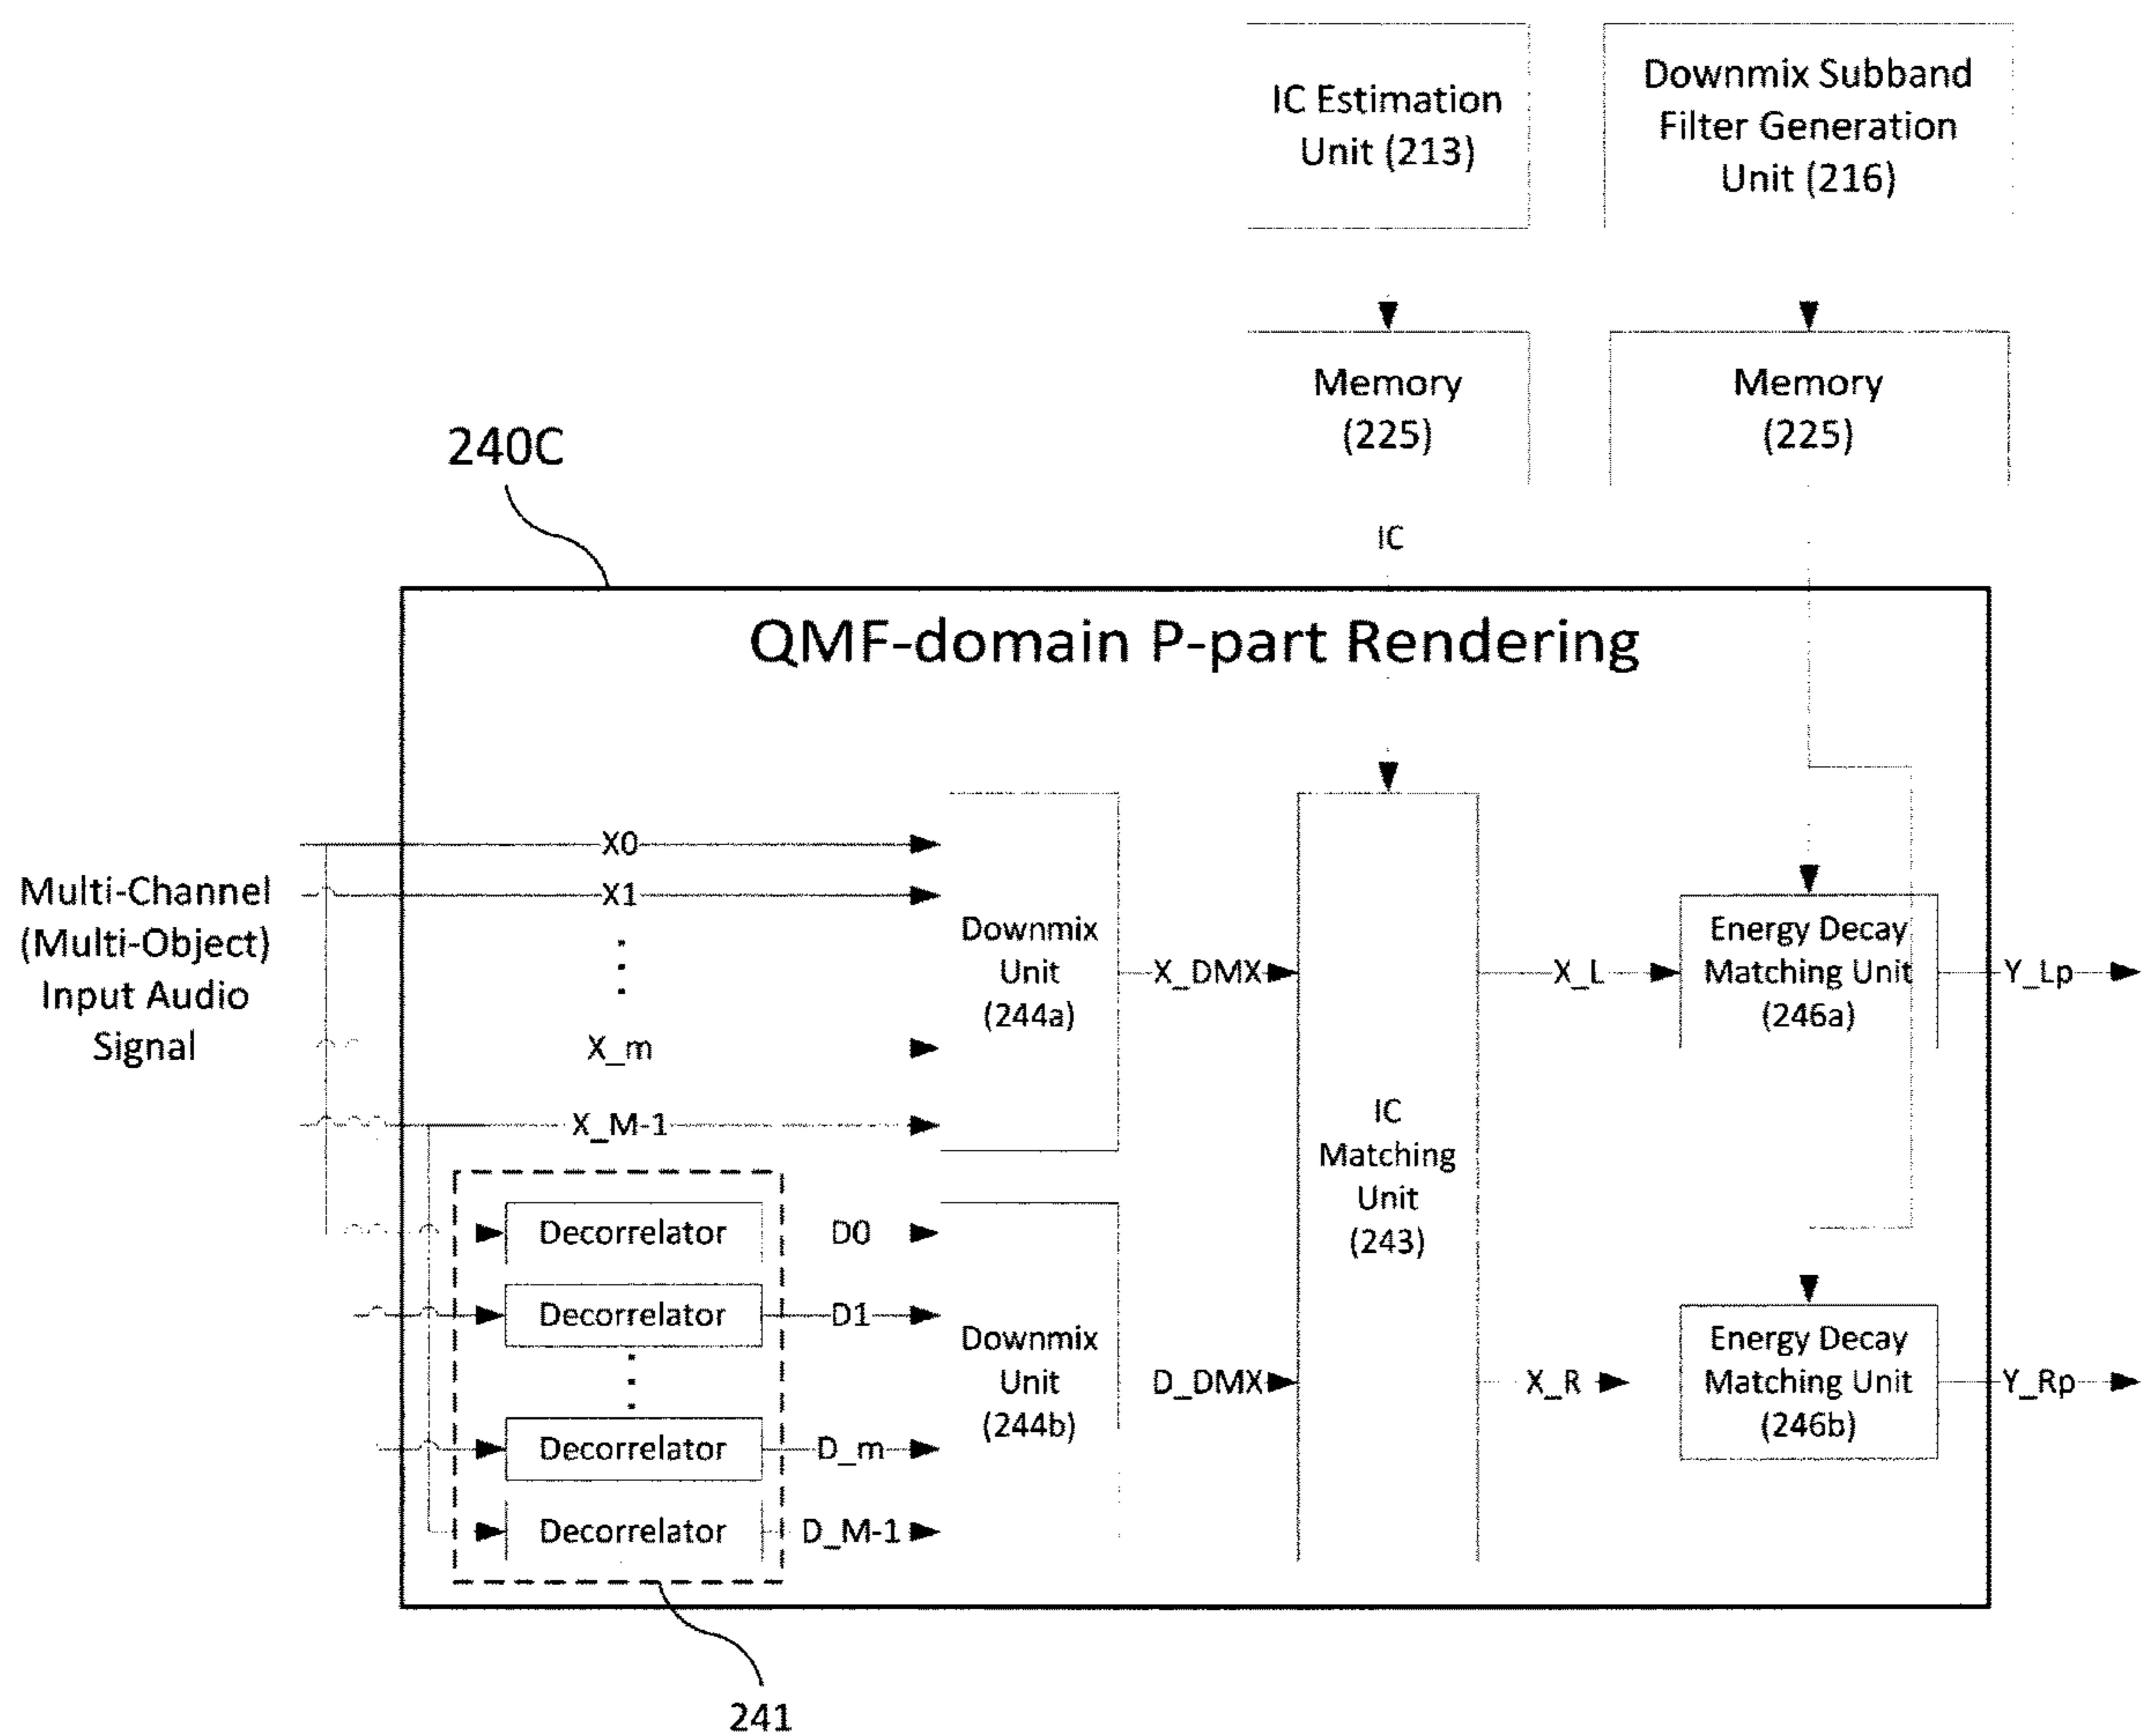 IC Estimation
Unit (213)
Downmix Subband
Filter Generation
Unit (216)
Memory
(225)
Memory
(225)
240C
IC
QMF-domain P-part Rendering
Multi-Channel
(Multi-Object)
Input Audio
Signal
X0
X1
X_m
X_M-1
Downmix
Unit
(244a)
X_DMX
IC
Matching
Unit
(243)
X_L
Energy Decay
Matching Unit
(246a)
Y_Lp
Decorrelator
D0
Decorrelator
D1
Decorrelator
D_m
Decorrelator
D_M-1
Downmix
Unit
(244b)
D_DMX
X_R
Energy Decay
Matching Unit
(246b)
Y_Rp
241